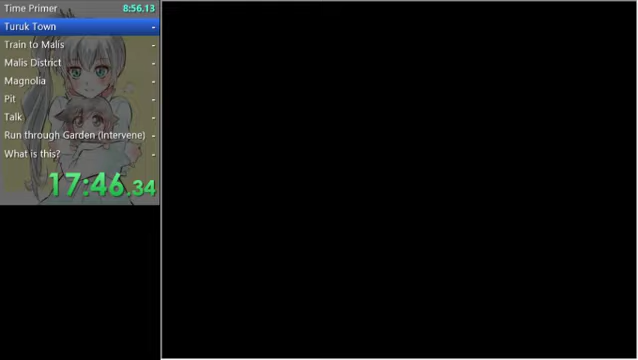 Time Primer 8:56.13
Turuk Town -
Train to Malis -
Malis District -
Magnolia -
Pit -
Talk -
Run through Garden (Intervene) -
What is this? -
17:46.34